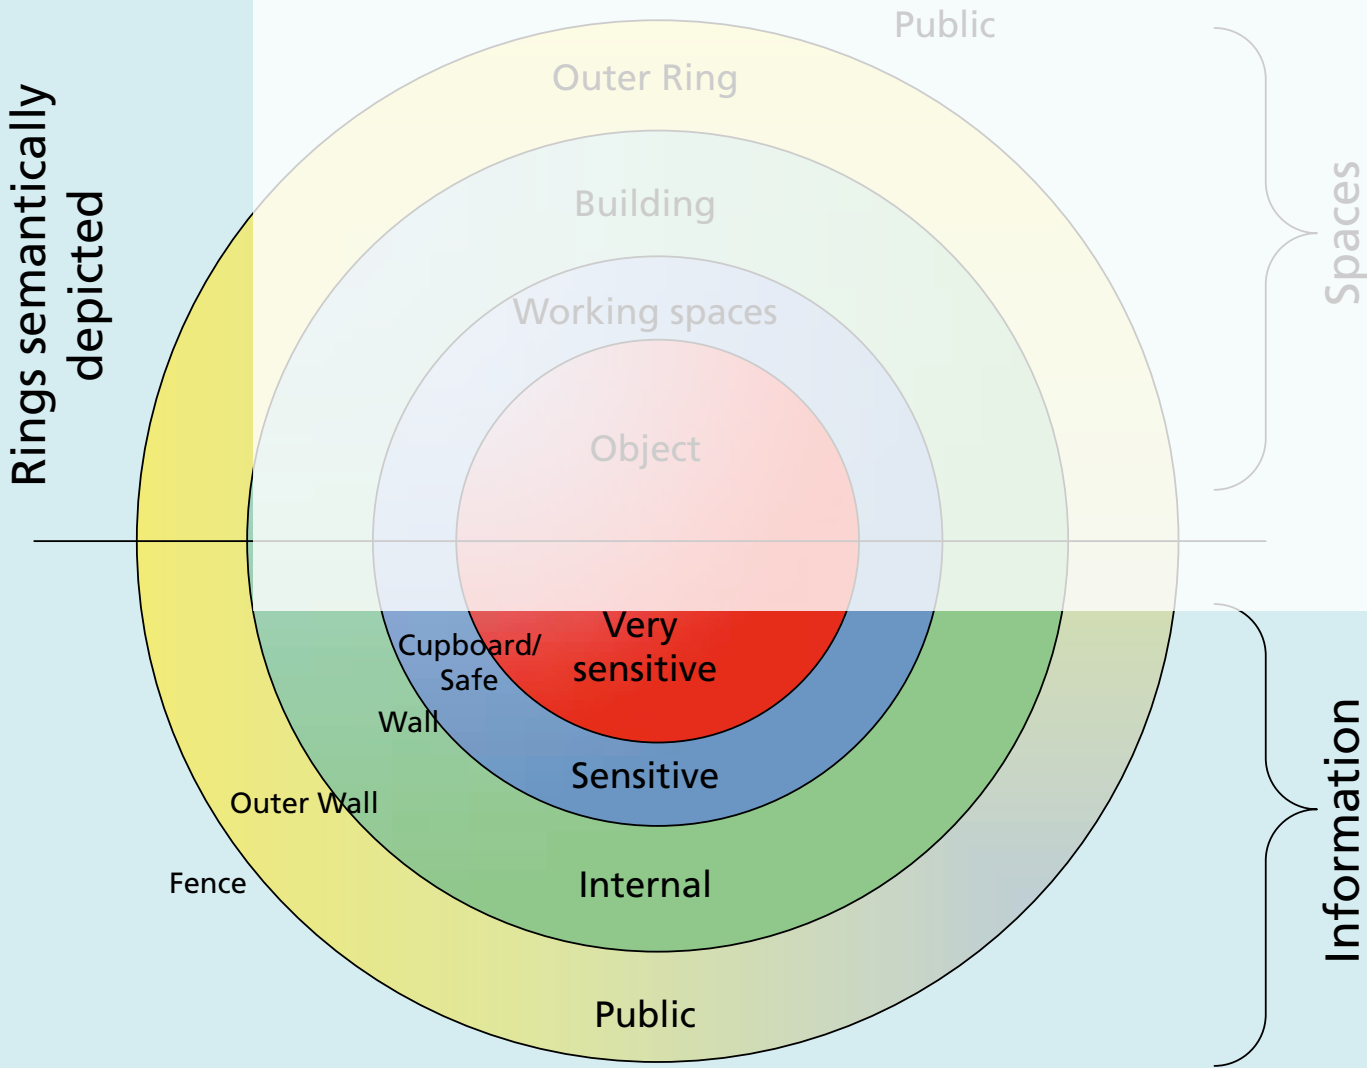 Public
Outer Ring
Building
Working spaces
Object
Spaces
Rings semantically
depicted
Very
sensitive
Cupboard/
Safe
Wall
Sensitive
Outer Wall
Internal
Fence
Public
Information